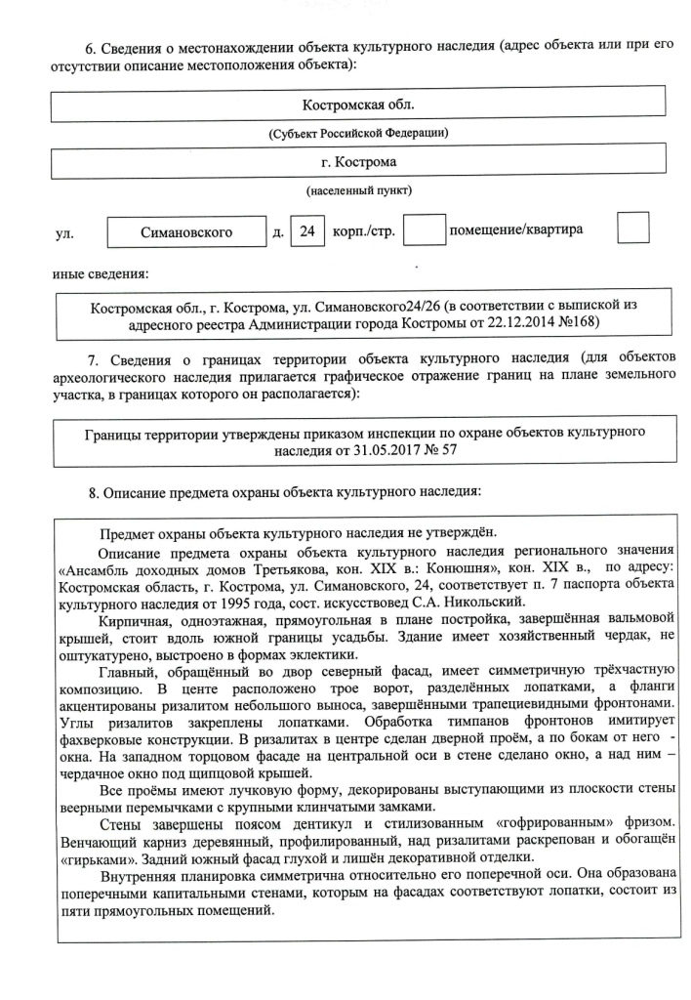 6. Сведения о местонахождении объекта культурного наследия (адрес объекта или при его
отсутствии описание местоположения объекта):
Костромская обл.
(Субъект Российской Федерации)
г. Кострома
(населенный пункт)
ул. Симановского д. 24 корп./стр. помещение/квартира
иные сведения:
Костромская обл., г. Кострома, ул. Симановского24/26 (в соответствии с выпиской из
адресного реестра Администрации города Костромы от 22.12.2014 №168)
7. Сведения о границах территории объекта культурного наследия (для объектов
археологического наследия прилагается графическое отражение границ на плане земельного
участка, в границах которого он располагается):
Границы территории утверждены приказом инспекции по охране объектов культурного
наследия от 31.05.2017 № 57
8. Описание предмета охраны объекта культурного наследия:
Предмет охраны объекта культурного наследия не утверждён.
Описание предмета охраны объекта культурного наследия регионального значения
«Ансамбль доходных домов Третьякова, кон. XIX в.: Конюшня», кон. XIX в., по адресу:
Костромская область, г. Кострома, ул. Симановского, 24, соответствует п. 7 паспорта объекта
культурного наследия от 1995 года, сост. искусствовед С.А. Никольский.
Кирпичная, одноэтажная, прямоугольная в плане постройка, завершённая вальмовой
крышей, стоит вдоль южной границы усадьбы. Здание имеет хозяйственный чердак, не
оштукатурено, выстроено в формах эклектики.
Главный, обращённый во двор северный фасад, имеет симметричную трёхчастную
композицию. В центе расположено трое ворот, разделённых лопатками, а фланги
акцентированы ризалитом небольшого выноса, завершёнными трапециевидными фронтонами.
Углы ризалитов закреплены лопатками. Обработка тимпанов фронтонов имитирует
фахверковые конструкции. В ризалитах в центре сделан дверной проём, а по бокам от него -
окна. На западном торцовом фасаде на центральной оси в стене сделано окно, а над ним –
чердачное окно под щипцовой крышей.
Все проёмы имеют лучковую форму, декорированы выступающими из плоскости стены
веерными перемычками с крупными клинчатыми замками.
Стены завершены поясом дентикул и стилизованным «гофрированным» фризом.
Венчающий карниз деревянный, профилированный, над ризалитами раскрепован и обогащён
«гирьками». Задний южный фасад глухой и лишён декоративной отделки.
Внутренняя планировка симметрична относительно его поперечной оси. Она образована
поперечными капитальными стенами, которым на фасадах соответствуют лопатки, состоит из
пяти прямоугольных помещений.